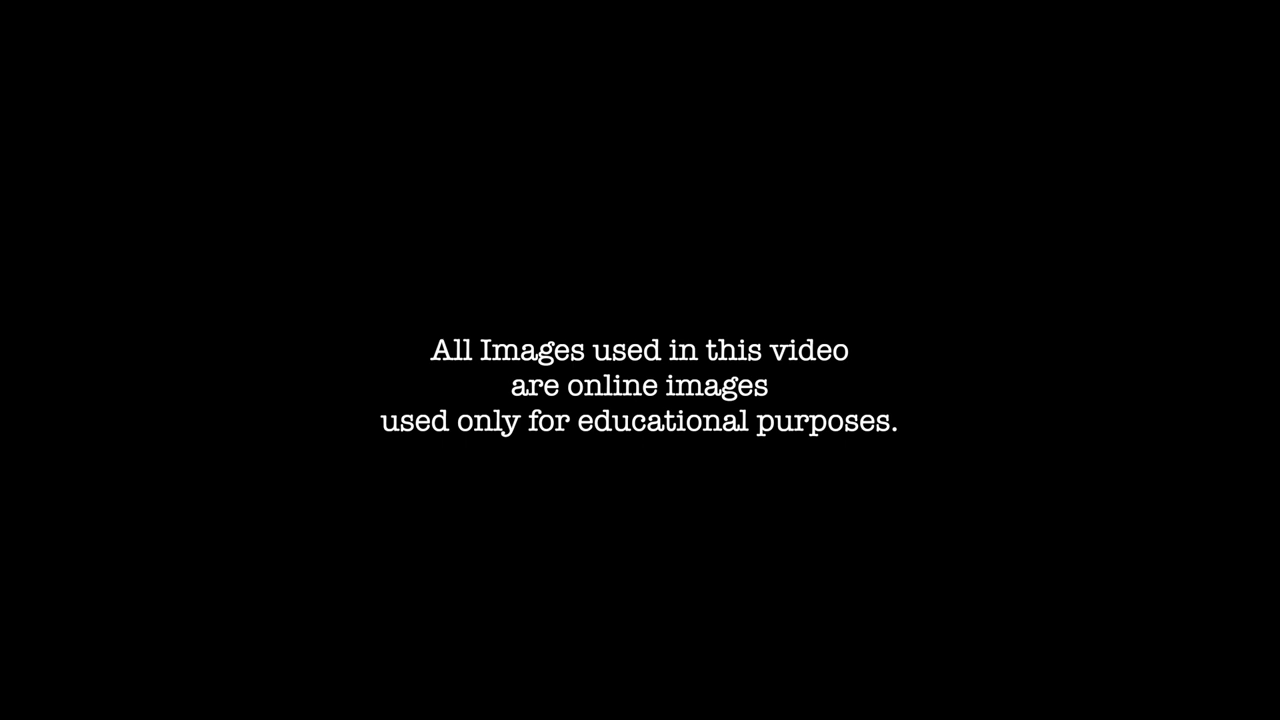 All Images used in this video
are online images
used only for educational purposes.